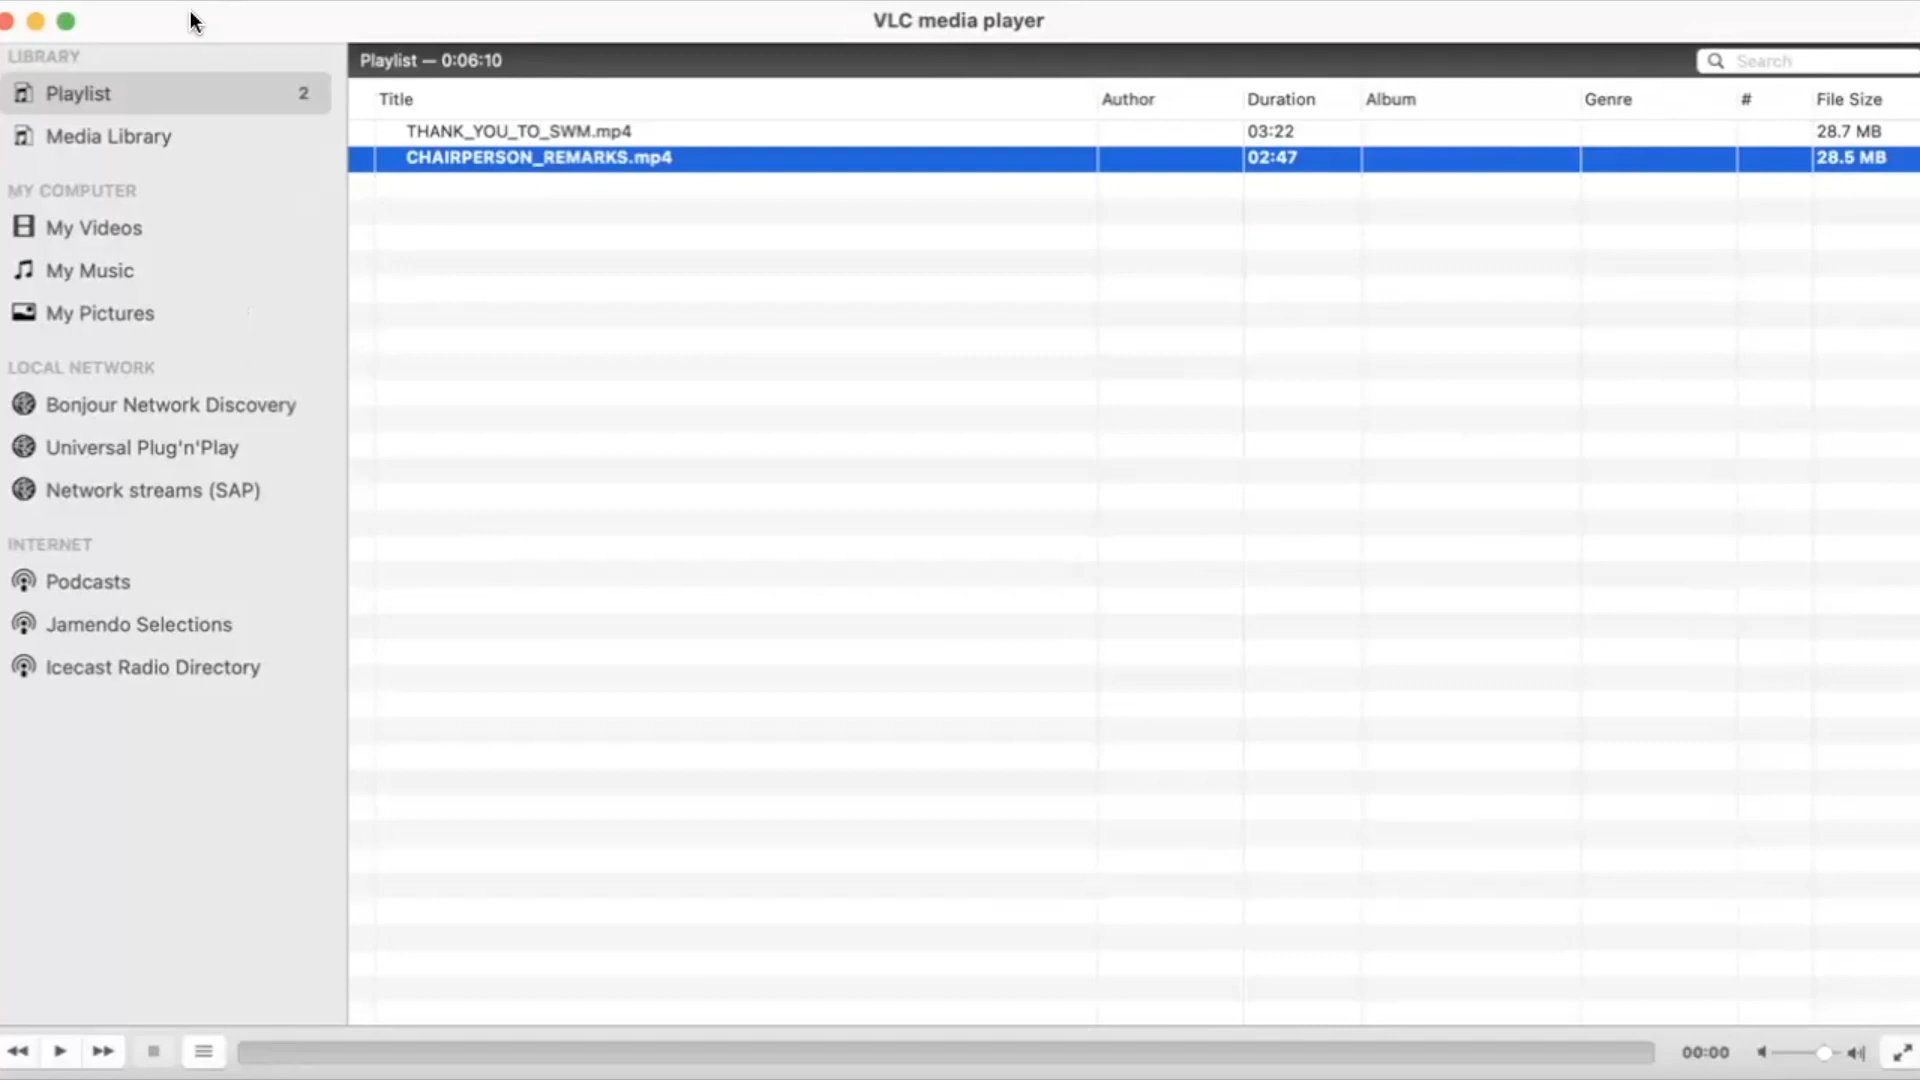 VLC media player
LIBRARY
Playlist 2
Media Library
MY COMPUTER
My Videos
My Music
My Pictures
LOCAL NETWORK
Bonjour Network Discovery
Universal Plug'n'Play
Network streams (SAP)
INTERNET
Podcasts
Jamendo Selections
Icecast Radio Directory
Playlist — 0:06:10
Search
Title Author Duration Album Genre # File Size
THANK_YOU_TO_SWM.mp4 03:22 28.7 MB
CHAIRPERSON_REMARKS.mp4 02:47 28.5 MB
00:00